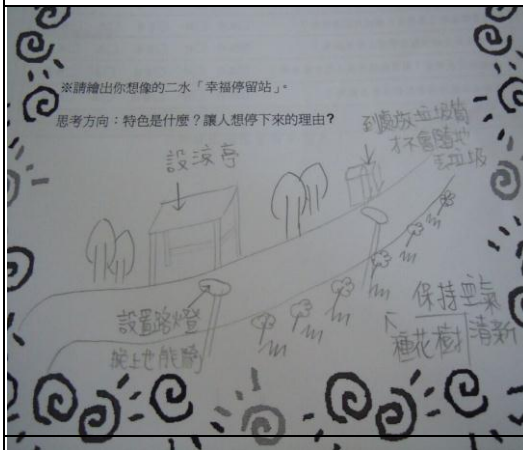 ※請繪出你想像的二水「幸福停留站」。
思考方向：特色是什麼？讓人想停下來的理由?
到處放垃圾筒
才不會隨地
丟垃圾
設涼亭
設置路燈
晚上也能騎
保持空氣
清新
種花樹